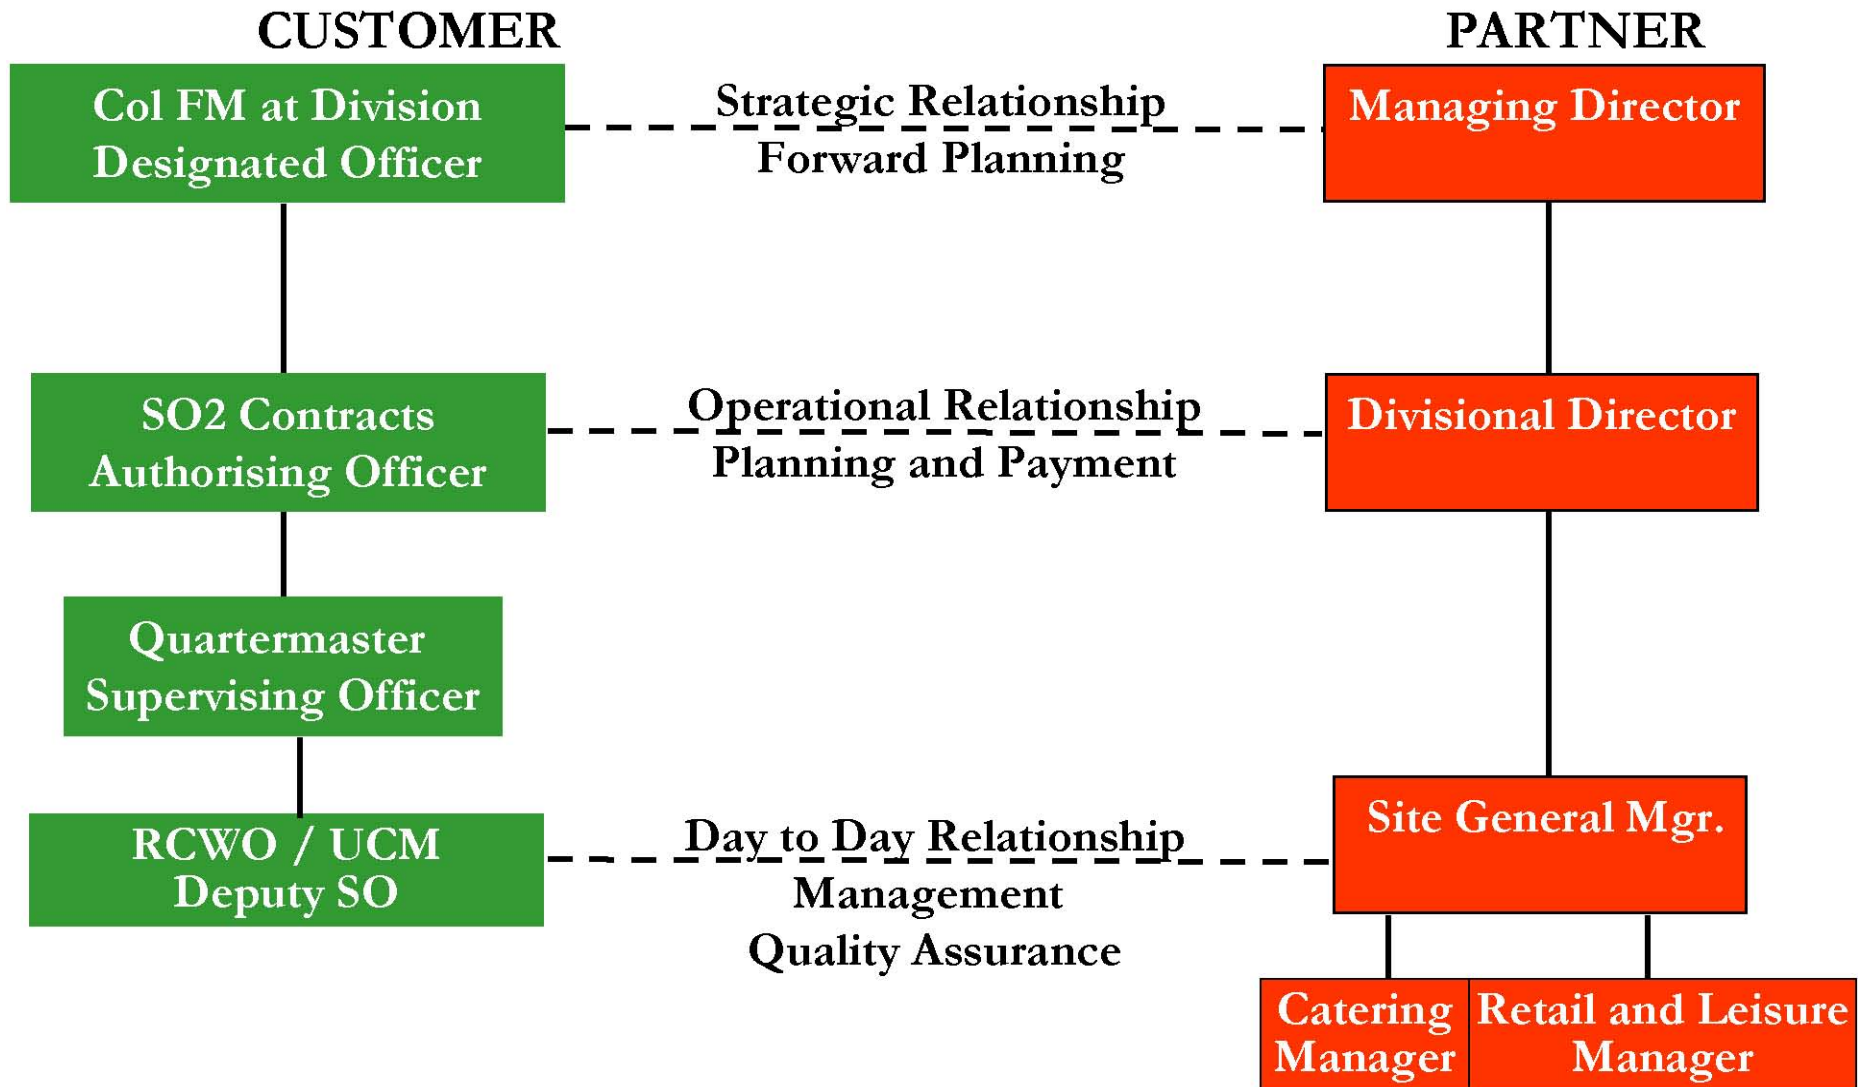 CUSTOMER
PARTNER
Col FM at Division
Designated Officer
Strategic Relationship
Forward Planning
Managing Director
SO2 Contracts
Authorising Officer
Operational Relationship
Planning and Payment
Divisional Director
Quartermaster
Supervising Officer
RCWO / UCM
Deputy SO
Day to Day Relationship
Management
Quality Assurance
Site General Mgr.
Catering
Manager
Retail and Leisure
Manager